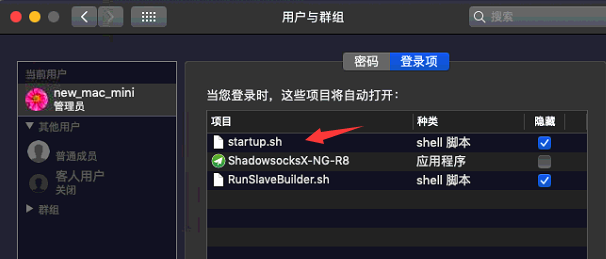 用户与群组
搜索
密码
登录项
当前用户
new_mac_mini
管理员
其他用户
普通成员
客人用户
关闭
群组
当您登录时，这些项目将自动打开：
项目 种类 隐藏
startup.sh shell 脚本
ShadowsocksX-NG-R8 应用程序
RunSlaveBuilder.sh shell 脚本